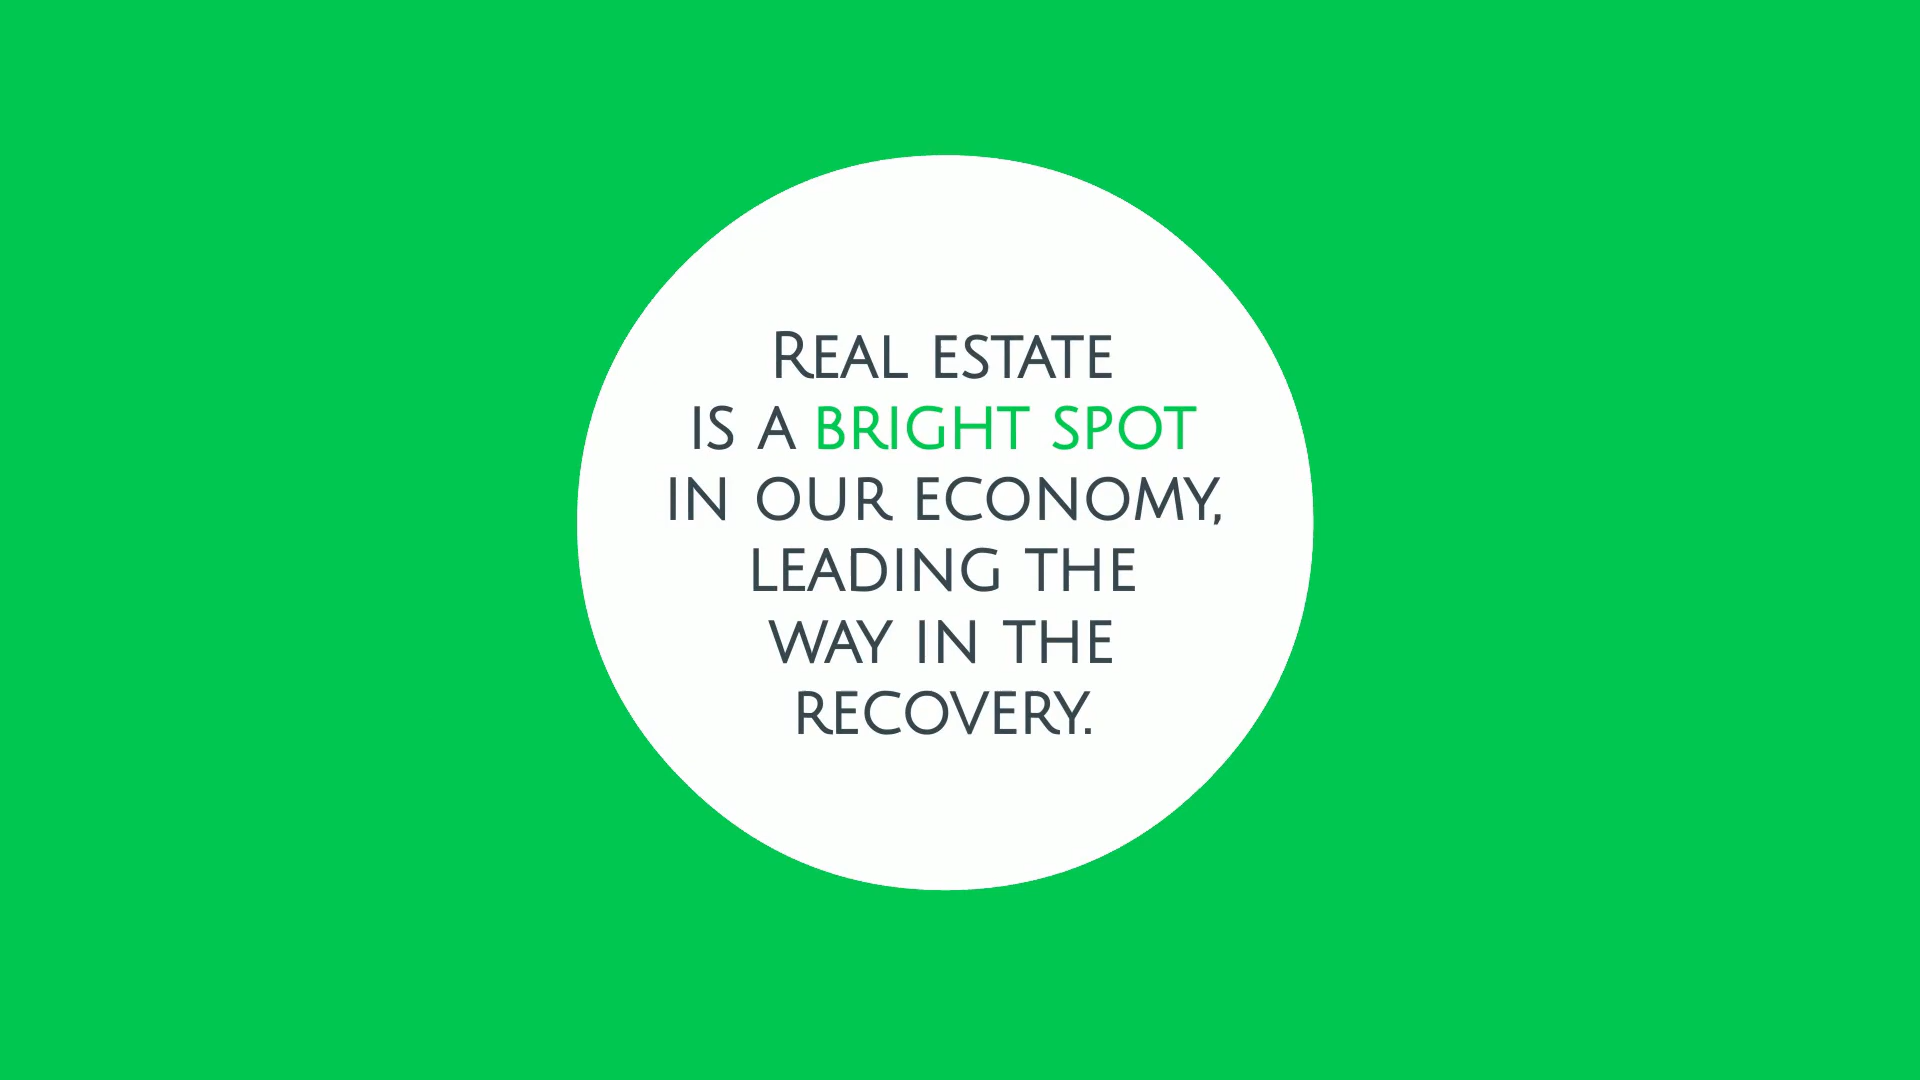 Real estate
is a bright spot
in our economy,
leading the
way in the
recovery.